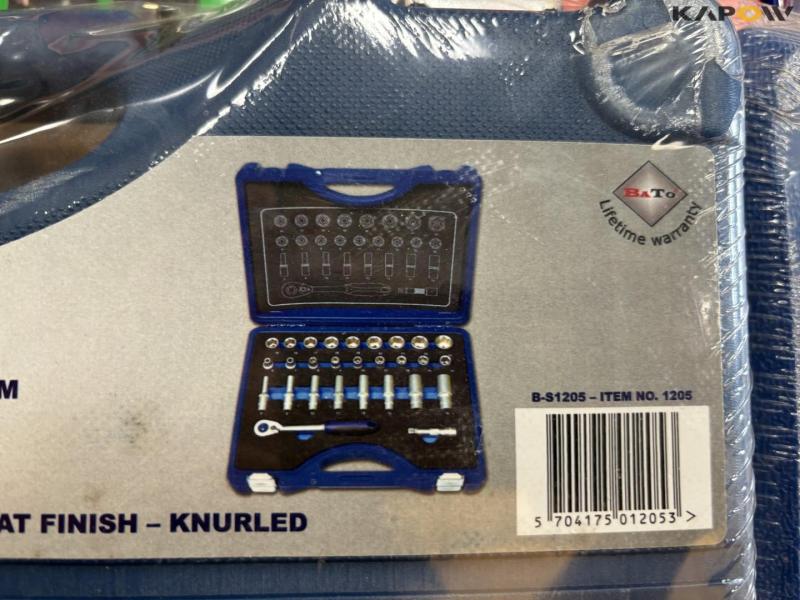 KAPOW
BATO
Lifetime warranty
M
B-S1205 – ITEM NO. 1205
AT FINISH – KNURLED
5 704175 012053 >